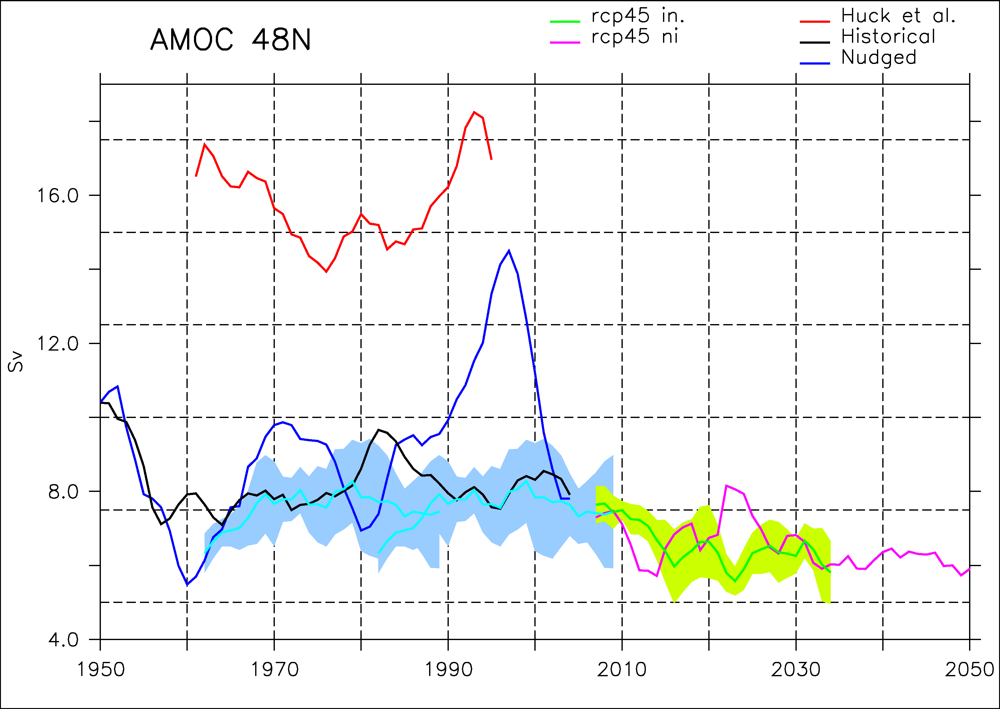 AMOC 48N
rcp45 in.
rcp45 ni
Huck et al.
Historical
Nudged
Sv
16.0
12.0
8.0
4.0
1950 1970 1990 2010 2030 2050